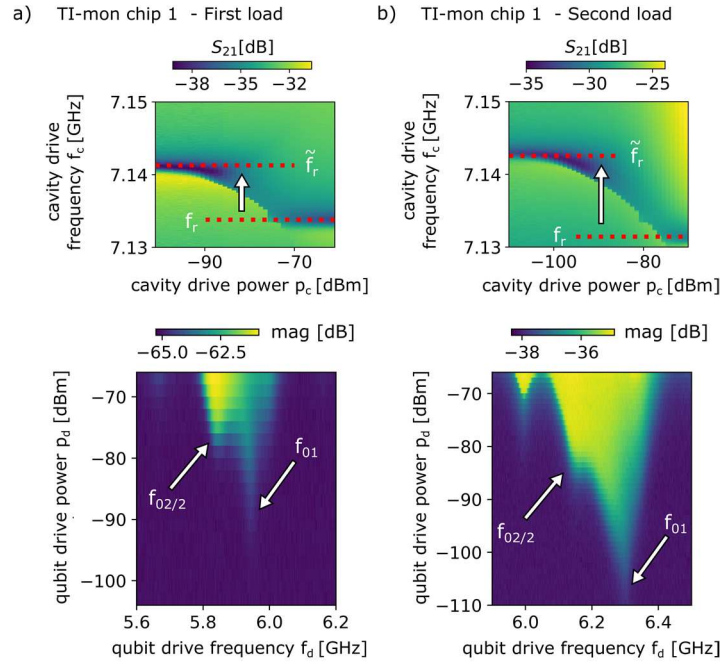 a) TI-mon chip 1 - First load
S21[dB]
−38 −35 −32
7.15
7.14
7.13
cavity drive
frequency fc [GHz]
f̃r
fr
−90 −70
cavity drive power pc [dBm]
mag [dB]
−65.0 −62.5
−70
−80
−90
−100
qubit drive power pd [dBm]
f02/2
f01
5.6 5.8 6.0 6.2
qubit drive frequency fd [GHz]
b) TI-mon chip 1 - Second load
S21[dB]
−35 −30 −25
7.15
7.14
7.13
cavity drive
frequency fc [GHz]
f̃r
fr
−100 −80
cavity drive power pc [dBm]
mag [dB]
−38 −36
−70
−80
−90
−100
−110
qubit drive power pd [dBm]
f02/2
f01
6.0 6.2 6.4
qubit drive frequency fd [GHz]